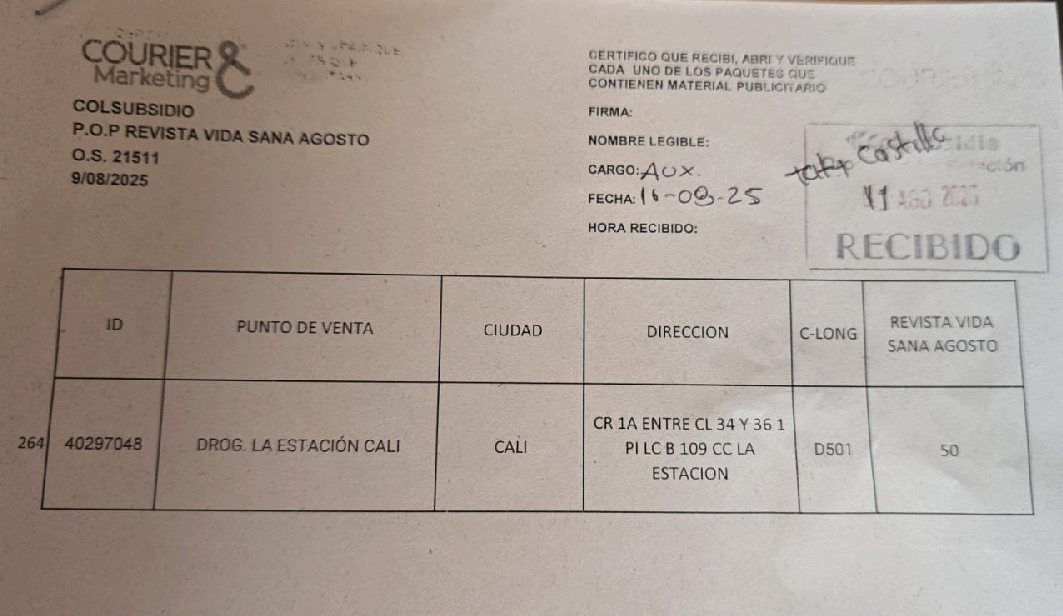 COURIER &
Marketing
COLSUBSIDIO
P.O.P REVISTA VIDA SANA AGOSTO
O.S. 21511
9/08/2025
CERTIFICO QUE RECIBI, ABRI Y VERIFIQUE
CADA UNO DE LOS PAQUETES QUE
CONTIENEN MATERIAL PUBLICITARIO
FIRMA:
NOMBRE LEGIBLE:
CARGO: AUX.
FECHA: 16-08-25
HORA RECIBIDO:
Castillo
11 AGO 2025
RECIBIDO
ID PUNTO DE VENTA CIUDAD DIRECCION C-LONG REVISTA VIDA
SANA AGOSTO
264 40297048 DROG. LA ESTACIÓN CALI CALI CR 1A ENTRE CL 34 Y 36 1
PI LC B 109 CC LA
ESTACION D501 50